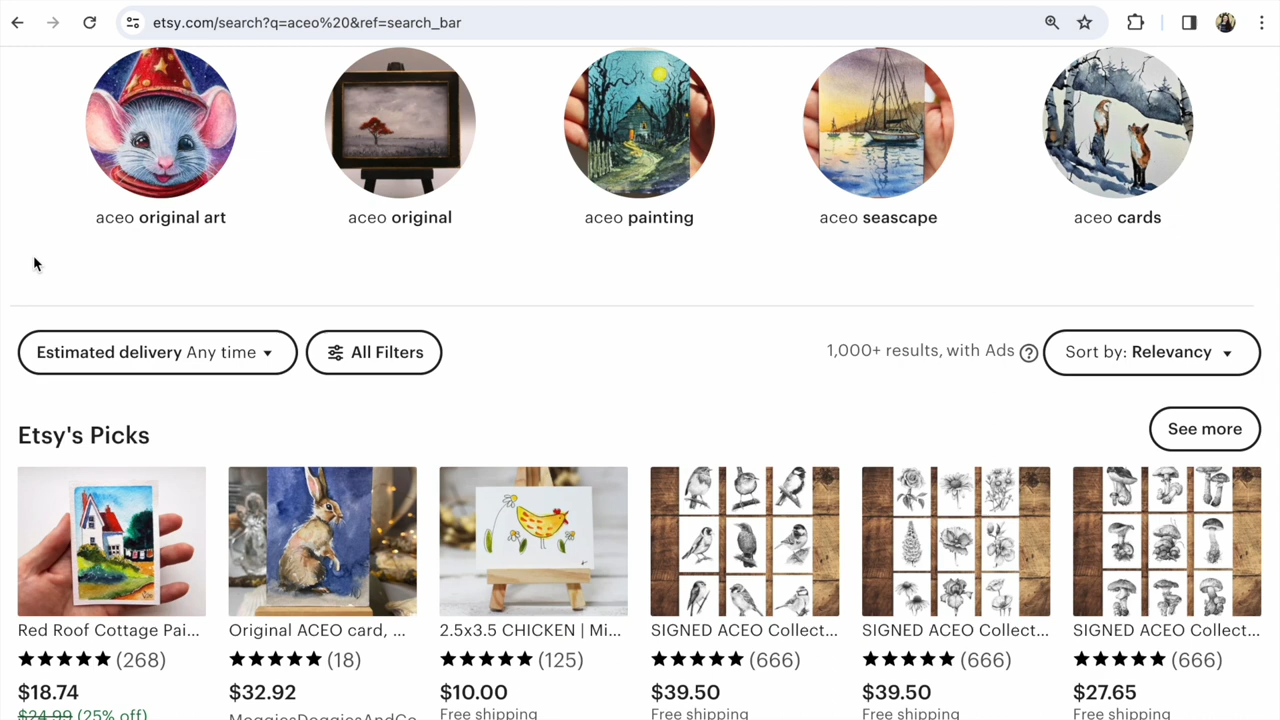 etsy.com/search?q=aceo%20&ref=search_bar
aceo original art
aceo original
aceo painting
aceo seascape
aceo cards
Estimated delivery Any time
All Filters
1,000+ results, with Ads ?
Sort by: Relevancy
Etsy's Picks
See more
Red Roof Cottage Pai...
Original ACEO card, ...
2.5x3.5 CHICKEN | Mi...
SIGNED ACEO Collect...
SIGNED ACEO Collect...
SIGNED ACEO Collect...
(268)
(18)
(125)
(666)
(666)
(666)
$18.74
$32.92
$10.00
$39.50
$39.50
$27.65
$24.99 (25% off)
MaggiesDoggiesAndCo
Free shipping
Free shipping
Free shipping
Free shipping